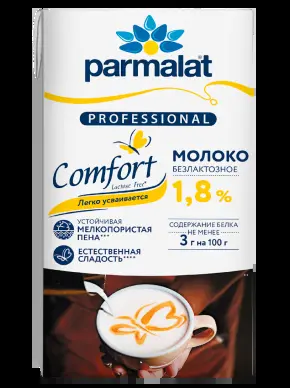 parmalat
PROFESSIONAL
Comfort
Lactose Free*
Легко усваивается
МОЛОКО
БЕЗЛАКТОЗНОЕ
1,8%
УСТОЙЧИВАЯ
МЕЛКОПОРИСТАЯ
ПЕНА***
ЕСТЕСТВЕННАЯ
СЛАДОСТЬ****
СОДЕРЖАНИЕ БЕЛКА
НЕ МЕНЕЕ
3 г на 100 г